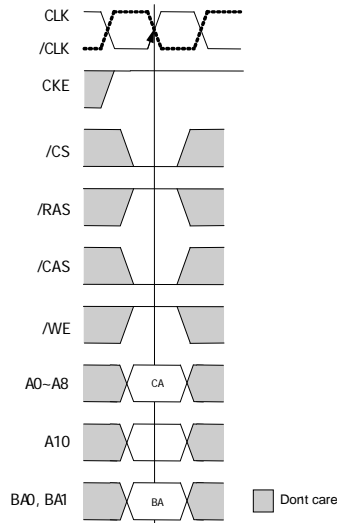 CLK
/CLK
CKE
/CS
/RAS
/CAS
/WE
A0~A8
CA
A10
BA0, BA1
BA
Dont care